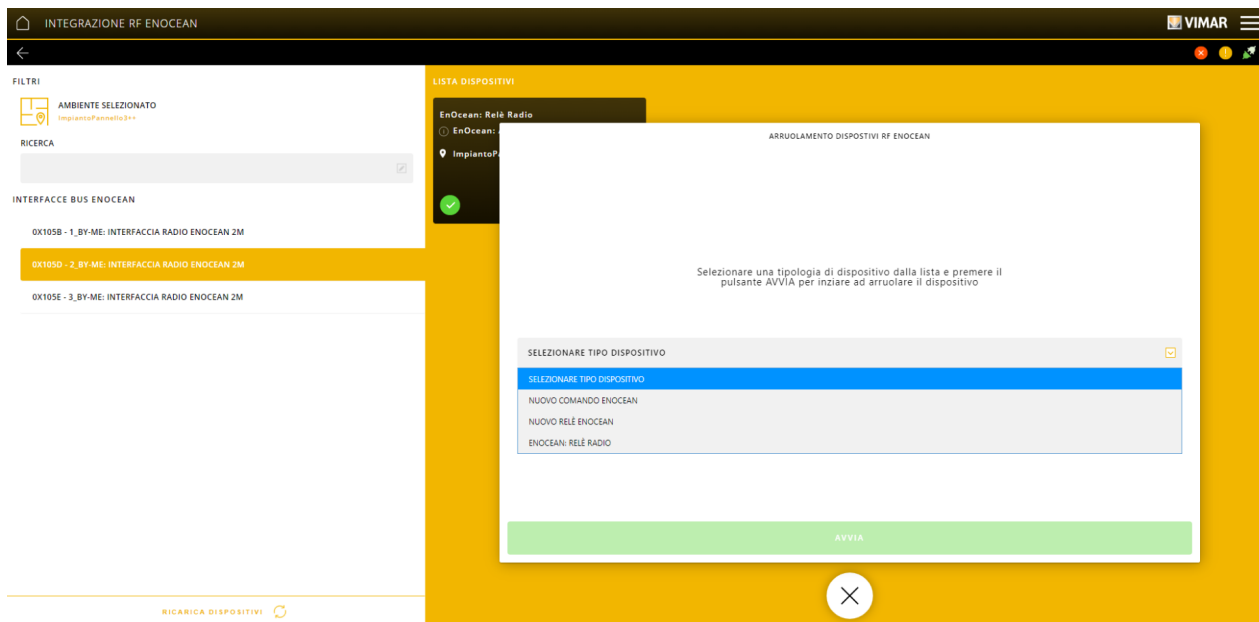 INTEGRAZIONE RF ENOCEAN
VIMAR
FILTRI
AMBIENTE SELEZIONATO
ImpiantoPannello3++
RICERCA
INTERFACCE BUS ENOCEAN
0X105B - 1_BY-ME: INTERFACCIA RADIO ENOCEAN 2M
0X105D - 2_BY-ME: INTERFACCIA RADIO ENOCEAN 2M
0X105E - 3_BY-ME: INTERFACCIA RADIO ENOCEAN 2M
RICARICA DISPOSITIVI
LISTA DISPOSITIVI
EnOcean: Relè Radio
EnOcean:
ImpiantoP
ARRUOLAMENTO DISPOSTIVI RF ENOCEAN
Selezionare una tipologia di dispositivo dalla lista e premere il
pulsante AVVIA per inziare ad arruolare il dispositivo
SELEZIONARE TIPO DISPOSITIVO
SELEZIONARE TIPO DISPOSITIVO
NUOVO COMANDO ENOCEAN
NUOVO RELÈ ENOCEAN
ENOCEAN: RELÈ RADIO
AVVIA